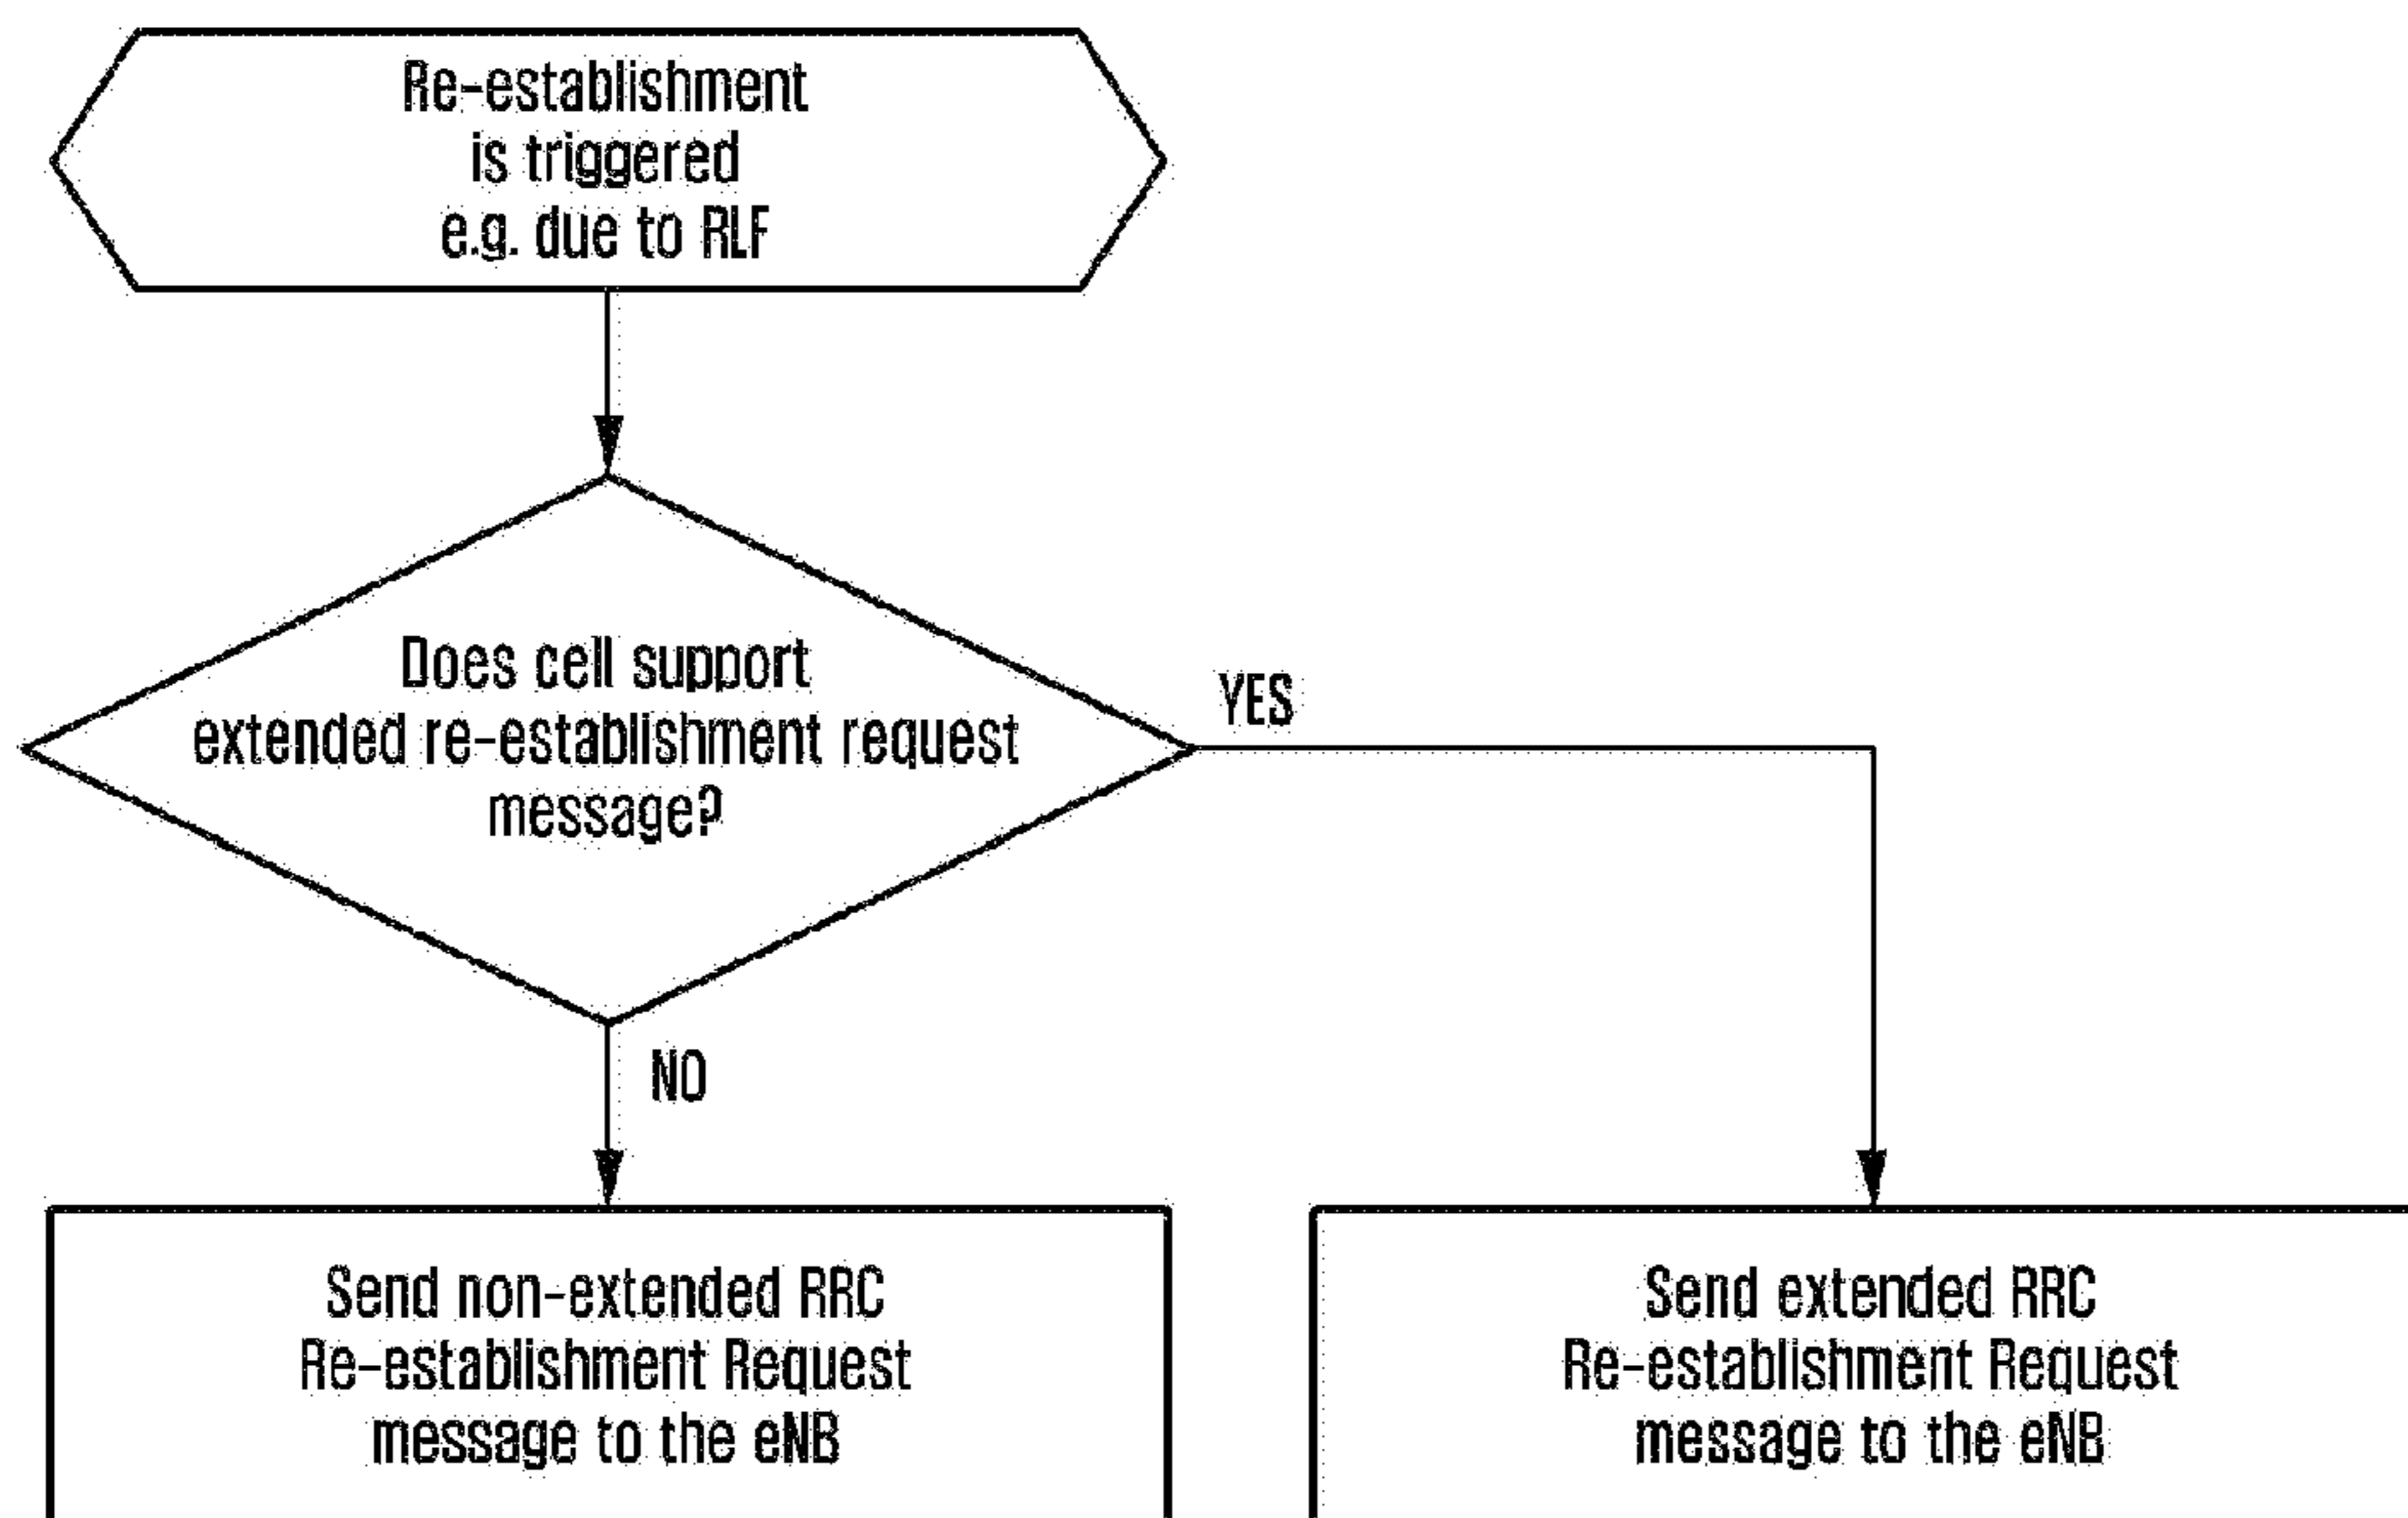 Re-establishment
is triggered
e.g. due to RLF
Does cell support
extended re-establishment request
message?
YES
NO
Send non-extended RRC
Re-establishment Request
message to the eNB
Send extended RRC
Re-establishment Request
message to the eNB